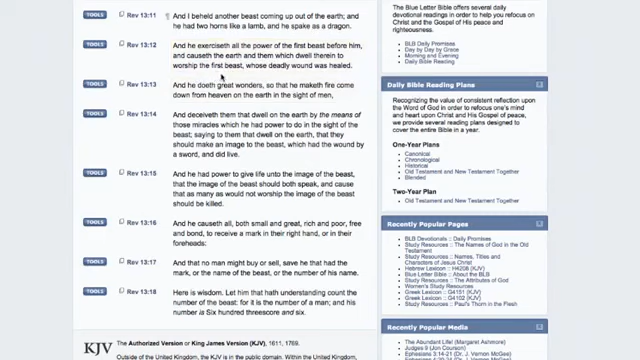 TOOLS Rev 13:11 ¶ And I beheld another beast coming up out of the earth; and
he had two horns like a lamb, and he spake as a dragon.
TOOLS Rev 13:12 And he exerciseth all the power of the first beast before him,
and causeth the earth and them which dwell therein to
worship the first beast, whose deadly wound was healed.
TOOLS Rev 13:13 And he doeth great wonders, so that he maketh fire come
down from heaven on the earth in the sight of men,
TOOLS Rev 13:14 And deceiveth them that dwell on the earth by the means of
those miracles which he had power to do in the sight of the
beast; saying to them that dwell on the earth, that they
should make an image to the beast, which had the wound by
a sword, and did live.
TOOLS Rev 13:15 And he had power to give life unto the image of the beast,
that the image of the beast should both speak, and cause
that as many as would not worship the image of the beast
should be killed.
TOOLS Rev 13:16 And he causeth all, both small and great, rich and poor, free
and bond, to receive a mark in their right hand, or in their
foreheads:
TOOLS Rev 13:17 And that no man might buy or sell, save he that had the
mark, or the name of the beast, or the number of his name.
TOOLS Rev 13:18 Here is wisdom. Let him that hath understanding count the
number of the beast: for it is the number of a man; and his
number is Six hundred threescore and six.
KJV The Authorized Version or King James Version (KJV), 1611, 1769.
Outside of the United Kingdom, the KJV is in the public domain. Within the United Kingdom,
The Blue Letter Bible offers several daily
devotional readings in order to help you refocus on
Christ and the Gospel of His peace and
righteousness.
BLB Daily Promises
Day by Day by Grace
Morning and Evening
Daily Bible Reading
Daily Bible Reading Plans
Recognizing the value of consistent reflection upon
the Word of God in order to refocus one's mind
and heart upon Christ and His Gospel of peace,
we provide several reading plans designed to
cover the entire Bible in a year.
One-Year Plans
Canonical
Chronological
Historical
Old Testament and New Testament Together
Blended
Two-Year Plan
Old Testament and New Testament Together
Recently Popular Pages
BLB Devotionals :: Daily Promises
Study Resources :: The Names of God in the Old
Testament
Study Resources :: Names, Titles and
Characters of Jesus Christ
Hebrew Lexicon :: H4208 (KJV)
Blue Letter Bible :: About the BLB
Study Resources :: The Attributes of God
Women's Study Resources
Greek Lexicon :: G4151 (KJV)
Greek Lexicon :: G4102 (KJV)
Study Resources :: Paul's Thorn in the Flesh
Recently Popular Media
The Abundant Life! (Margaret Ashmore)
Judges 9 (Jon Courson)
Ephesians 3:14-21 (Dr. J. Vernon McGee)